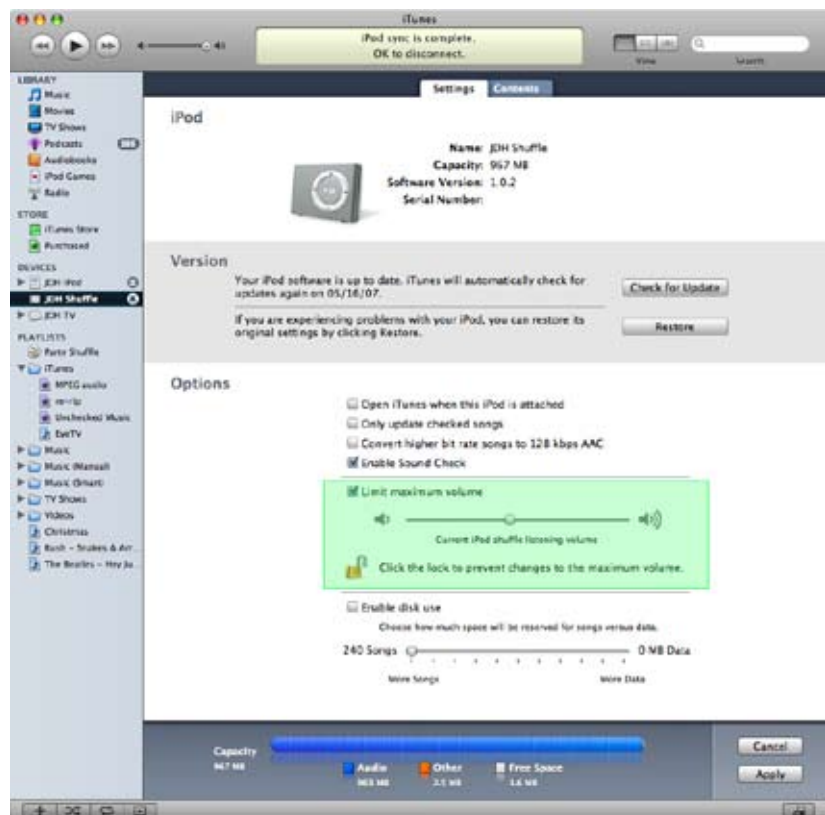 iTunes
iPod sync is complete.
OK to disconnect.
View
Search
LIBRARY
Music
Movies
TV Shows
Podcasts
Audiobooks
iPod Games
Radio
STORE
iTunes Store
Purchased
DEVICES
JDH iPod
JDH Shuffle
JDH TV
PLAYLISTS
Party Shuffle
iTunes
MPEG audio
re-rip
Unchecked Music
EyeTV
Music
Music (Manual)
Music (Smart)
TV Shows
Videos
Christmas
Rush – Snakes & Arr...
The Beatles – Hey Ju...
Settings
Contents
iPod
Name: JDH Shuffle
Capacity: 967 MB
Software Version: 1.0.2
Serial Number:
Version
Your iPod software is up to date. iTunes will automatically check for
updates again on 05/16/07.
Check for Update
If you are experiencing problems with your iPod, you can restore its
original settings by clicking Restore.
Restore
Options
Open iTunes when this iPod is attached
Only update checked songs
Convert higher bit rate songs to 128 kbps AAC
Enable Sound Check
Limit maximum volume
Current iPod shuffle listening volume
Click the lock to prevent changes to the maximum volume.
Enable disk use
Choose how much space will be reserved for songs versus data.
240 Songs
0 MB Data
More Songs
More Data
Capacity
967 MB
Audio
Other
Free Space
Cancel
Apply